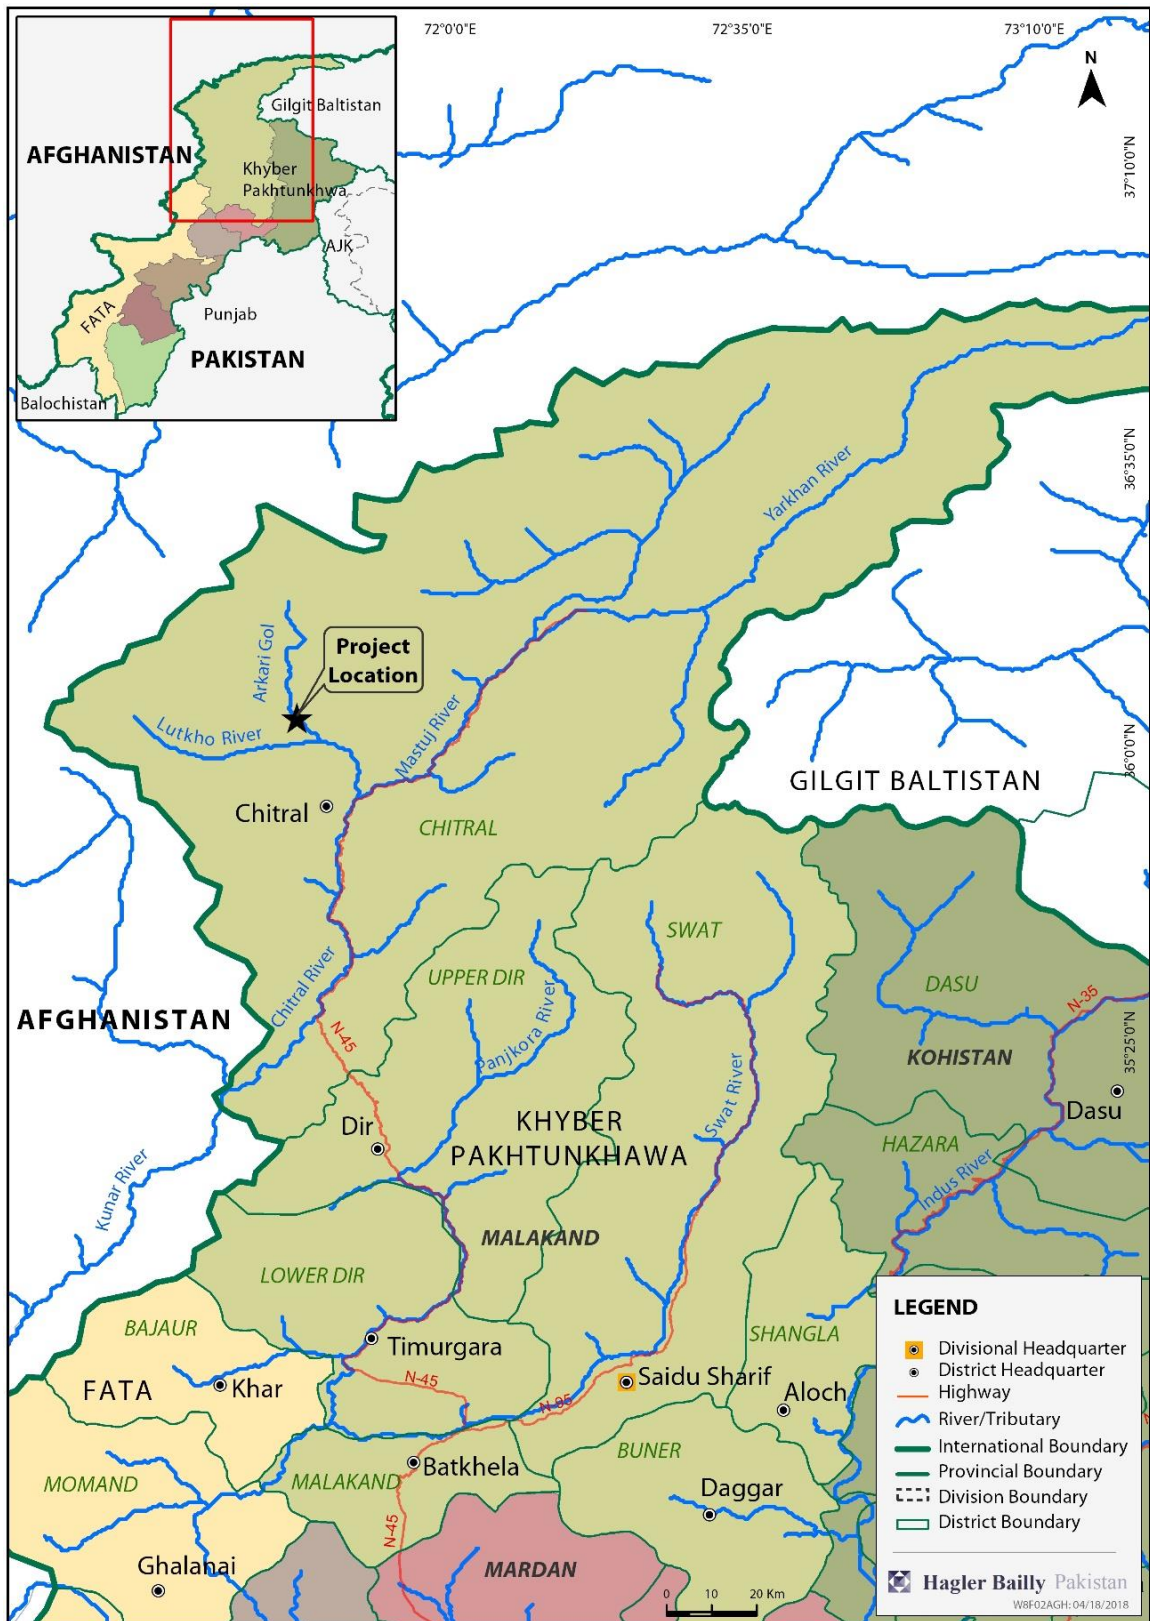 72°0'0"E
72°35'0"E
73°10'0"E
N
Gilgit Baltistan
AFGHANISTAN
Khyber
Pakhtunkhwa
AJK
FATA
Punjab
PAKISTAN
Balochistan
37°10'0"N
36°35'0"N
36°0'0"N
35°25'0"N
Yarkhan River
Arkari Gol
Project
Location
Lutkho River
Mastuj River
GILGIT BALTISTAN
Chitral
CHITRAL
SWAT
UPPER DIR
DASU
Chitral River
AFGHANISTAN
N-45
Panjkora River
N-35
KOHISTAN
Swat River
Dasu
KHYBER
PAKHTUNKHAWA
Dir
HAZARA
Indus River
Kunar River
MALAKAND
LOWER DIR
BAJAUR
SHANGLA
Timurgara
FATA
Khar
N-45
Saidu Sharif
N-95
Aloch
BUNER
MOMAND
MALAKAND
Batkhela
Daggar
N-45
Ghalanai
MARDAN
0 10 20 Km
LEGEND
Divisional Headquarter
District Headquarter
Highway
River/Tributary
International Boundary
Provincial Boundary
Division Boundary
District Boundary
Hagler Bailly Pakistan
W8F02AGH:04/18/2018